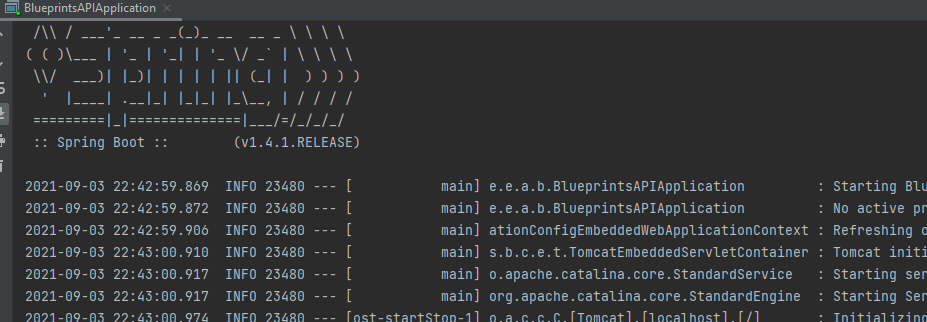 BlueprintsAPIApplication
 /\\ / ___'_ __ _ _(_)_ __  __ _ \ \ \ \
( ( )\___ | '_ | '_| | '_ \/ _` | \ \ \ \
 \\/  ___)| |_)| | | | | || (_| |  ) ) ) )
  '  |____| .__|_| |_|_| |_\__, | / / / /
 =========|_|==============|___/=/_/_/_/
 :: Spring Boot ::        (v1.4.1.RELEASE)
2021-09-03 22:42:59.869  INFO 23480 --- [           main] e.e.a.b.BlueprintsAPIApplication         : Starting Blu
2021-09-03 22:42:59.872  INFO 23480 --- [           main] e.e.a.b.BlueprintsAPIApplication         : No active pr
2021-09-03 22:42:59.906  INFO 23480 --- [           main] ationConfigEmbeddedWebApplicationContext : Refreshing o
2021-09-03 22:43:00.910  INFO 23480 --- [           main] s.b.c.e.t.TomcatEmbeddedServletContainer : Tomcat initi
2021-09-03 22:43:00.917  INFO 23480 --- [           main] o.apache.catalina.core.StandardService   : Starting ser
2021-09-03 22:43:00.917  INFO 23480 --- [           main] org.apache.catalina.core.StandardEngine  : Starting Ser
2021-09-03 22:43:00.974  INFO 23480 --- [ost-startStop-1] o.a.c.c.C.[Tomcat].[localhost].[/]       : Initializing